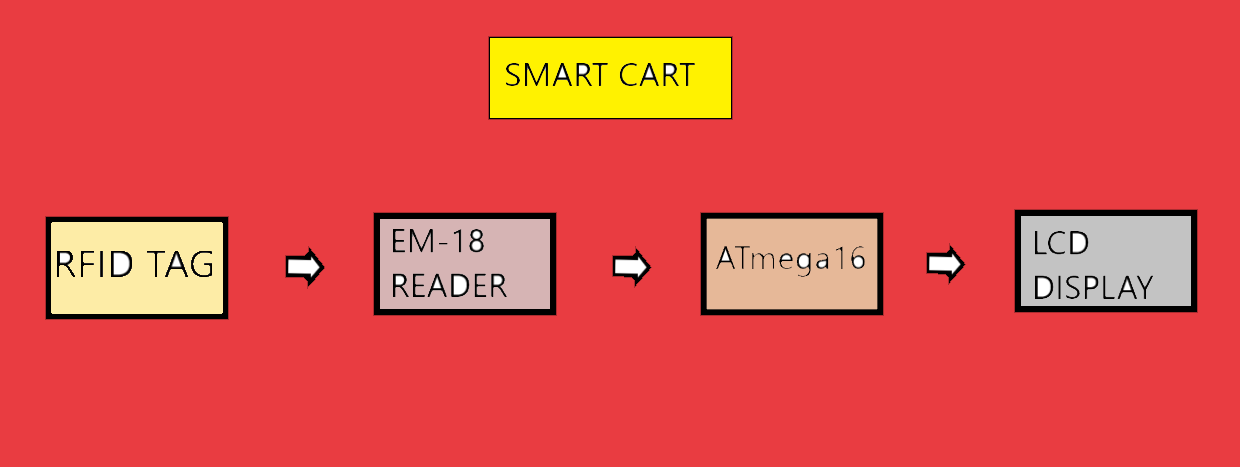 SMART CART
RFID TAG
EM-18
READER
ATmega16
LCD
DISPLAY